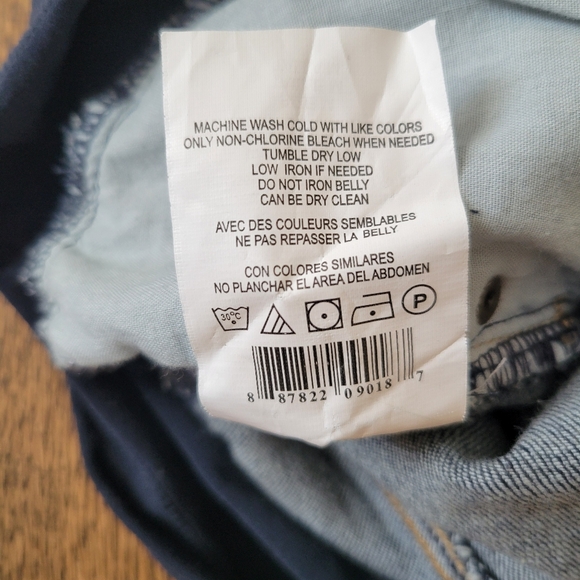 MACHINE WASH COLD WITH LIKE COLORS
ONLY NON-CHLORINE BLEACH WHEN NEEDED
TUMBLE DRY LOW
LOW IRON IF NEEDED
DO NOT IRON BELLY
CAN BE DRY CLEAN
AVEC DES COULEURS SEMBLABLES
NE PAS REPASSER LA BELLY
CON COLORES SIMILARES
NO PLANCHAR EL AREA DEL ABDOMEN
30°C P
8 87822 09018 7